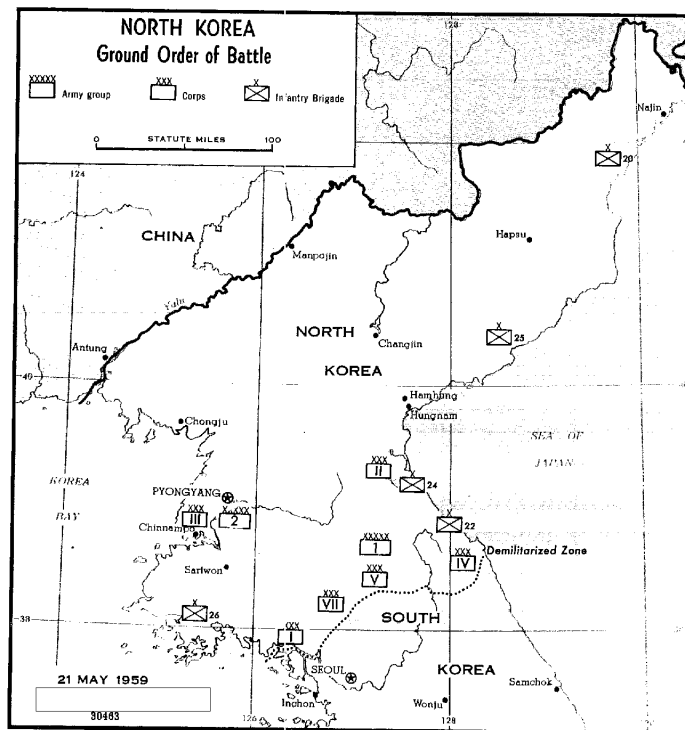 NORTH KOREA
Ground Order of Battle
XXXXX
Army group
XXX
Corps
X
In'antry Brigade
0 STATUTE MILES 100
124
128
Najin
X
20
CHINA
Hapsu
Manpojin
Yalu
NORTH
KOREA
Changjin
X
25
Antung
40
Chongju
Hamhung
Hungnam
SEA OF
JAPAN
KOREA
BAY
XXX
II
X
24
PYONGYANG
XXX
III
2
Chinnampo
X
22
XXXXX
1
Demilitarized Zone
XXX
IV
Sariwon
XXX
V
XXX
VII
X
26
38
SOUTH
KOREA
XXX
I
SEOUL
21 MAY 1959
Inchon
Wonju
Samchok
30463
126
128